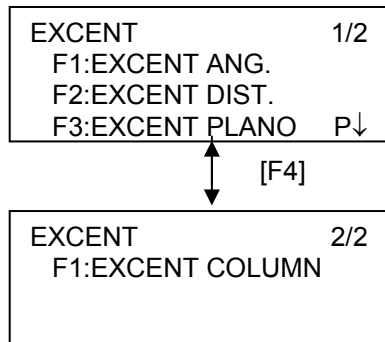 EXCENT 1/2
F1:EXCENT ANG.
F2:EXCENT DIST.
F3:EXCENT PLANO P↓
[F4]
EXCENT 2/2
F1:EXCENT COLUMN